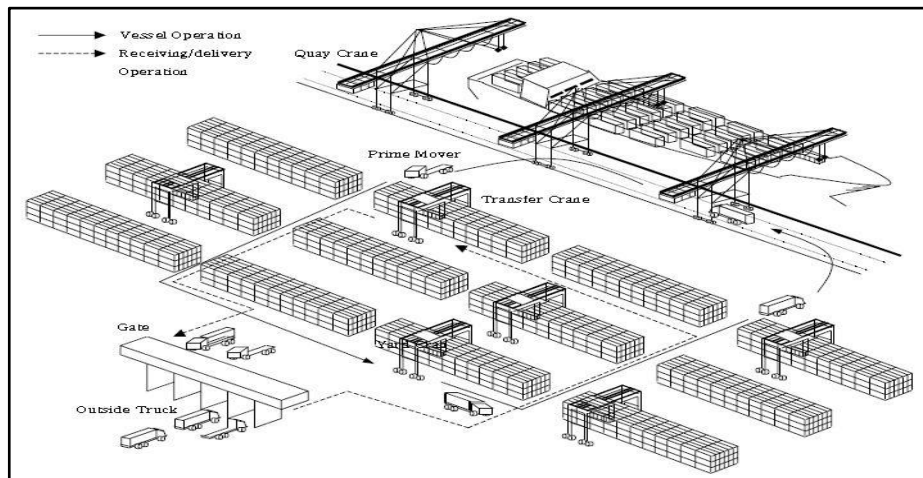 Vessel Operation
Receiving/delivery
Operation
Quay Crane
Prime Mover
Transfer Crane
Gate
Outside Truck